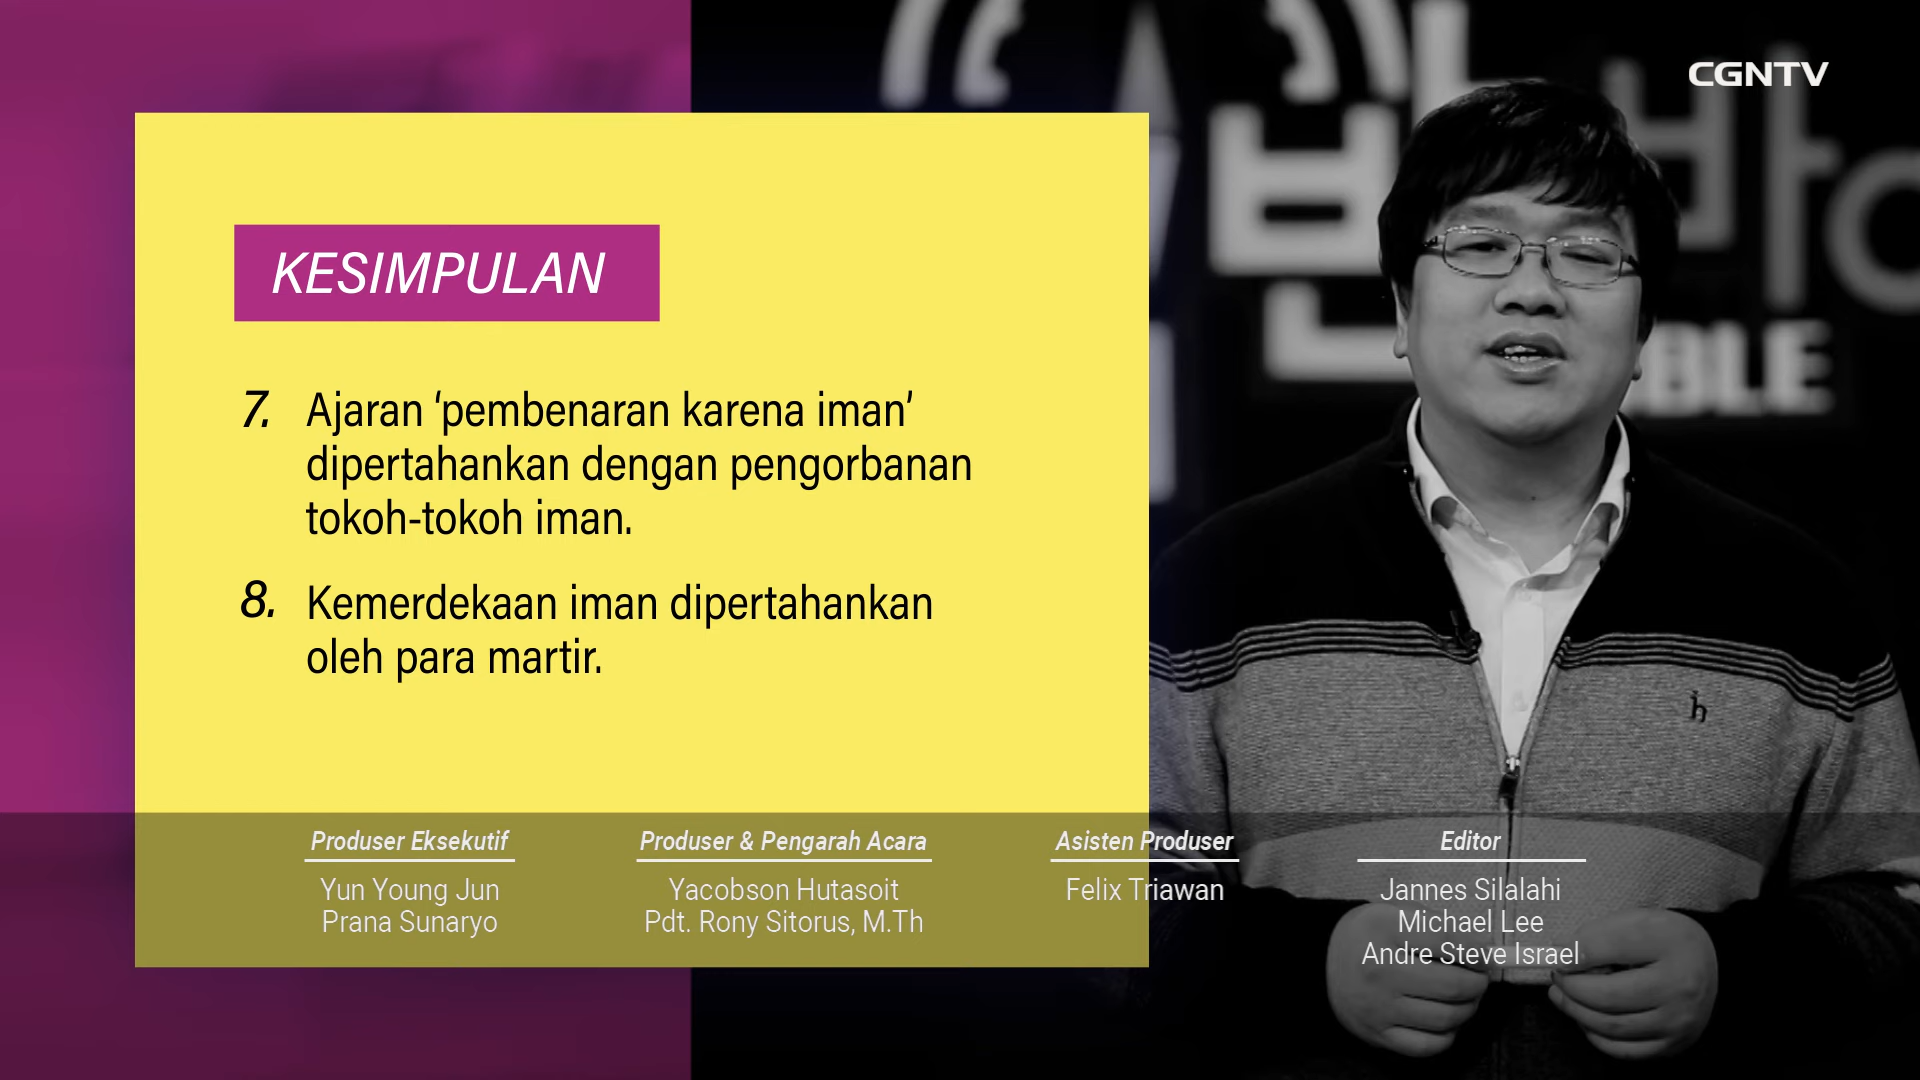 CGNTV
KESIMPULAN
7. Ajaran ‘pembenaran karena iman’
dipertahankan dengan pengorbanan
tokoh-tokoh iman.
8. Kemerdekaan iman dipertahankan
oleh para martir.
Produser Eksekutif
Yun Young Jun
Prana Sunaryo
Produser & Pengarah Acara
Yacobson Hutasoit
Pdt. Rony Sitorus, M.Th
Asisten Produser
Felix Triawan
Editor
Jannes Silalahi
Michael Lee
Andre Steve Israel